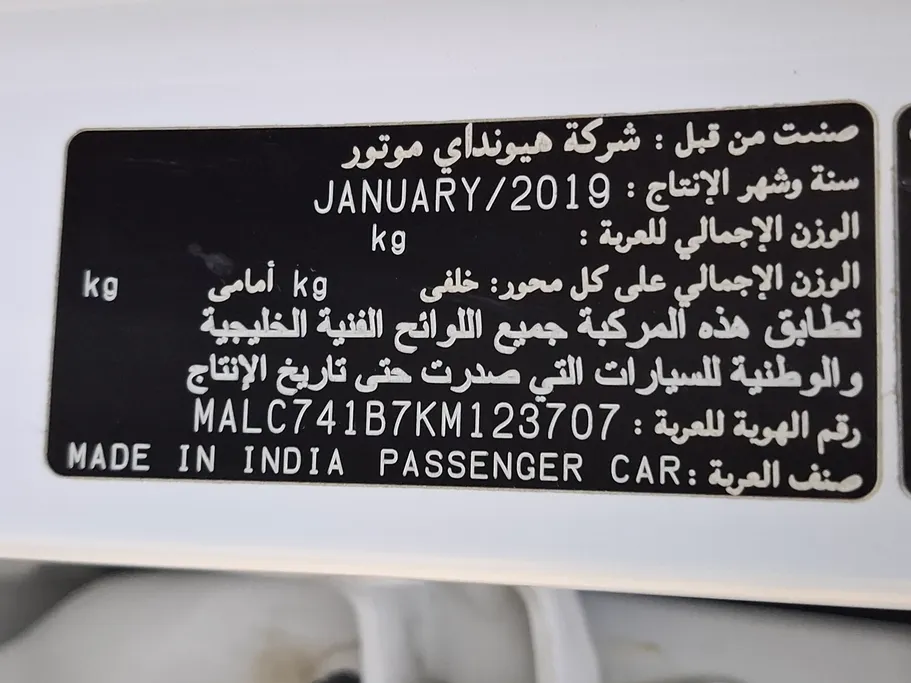 صنعت من قبل : شركة هيونداي موتور
سنة وشهر الإنتاج : JANUARY/2019
الوزن الإجمالي للعربة : kg
الوزن الإجمالي على كل محور: خلفى kg أمامى kg
تطابق هذه المركبة جميع اللوائح الفنية الخليجية
والوطنية للسيارات التي صدرت حتى تاريخ الإنتاج
رقم الهوية للعربة : MALC741B7KM123707
صنف العربة : MADE IN INDIA PASSENGER CAR